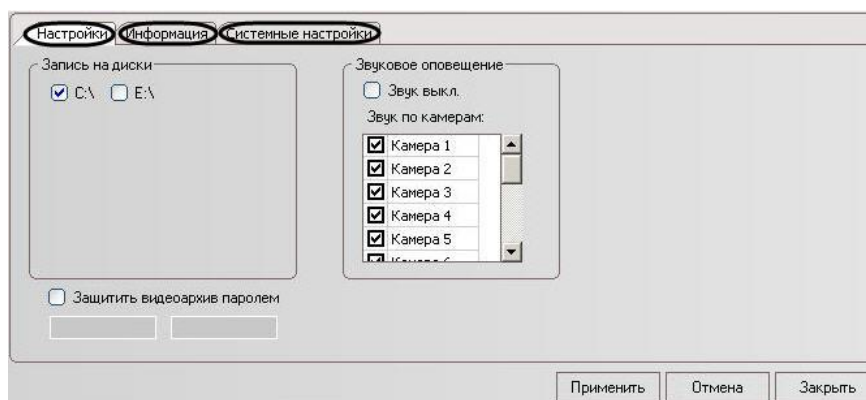 Настройки Информация Системные настройки
Запись на диски
C:\ E:\
Звуковое оповещение
Звук выкл.
Звук по камерам:
Камера 1
Камера 2
Камера 3
Камера 4
Камера 5
Защитить видеоархив паролем
Применить Отмена Закрыть